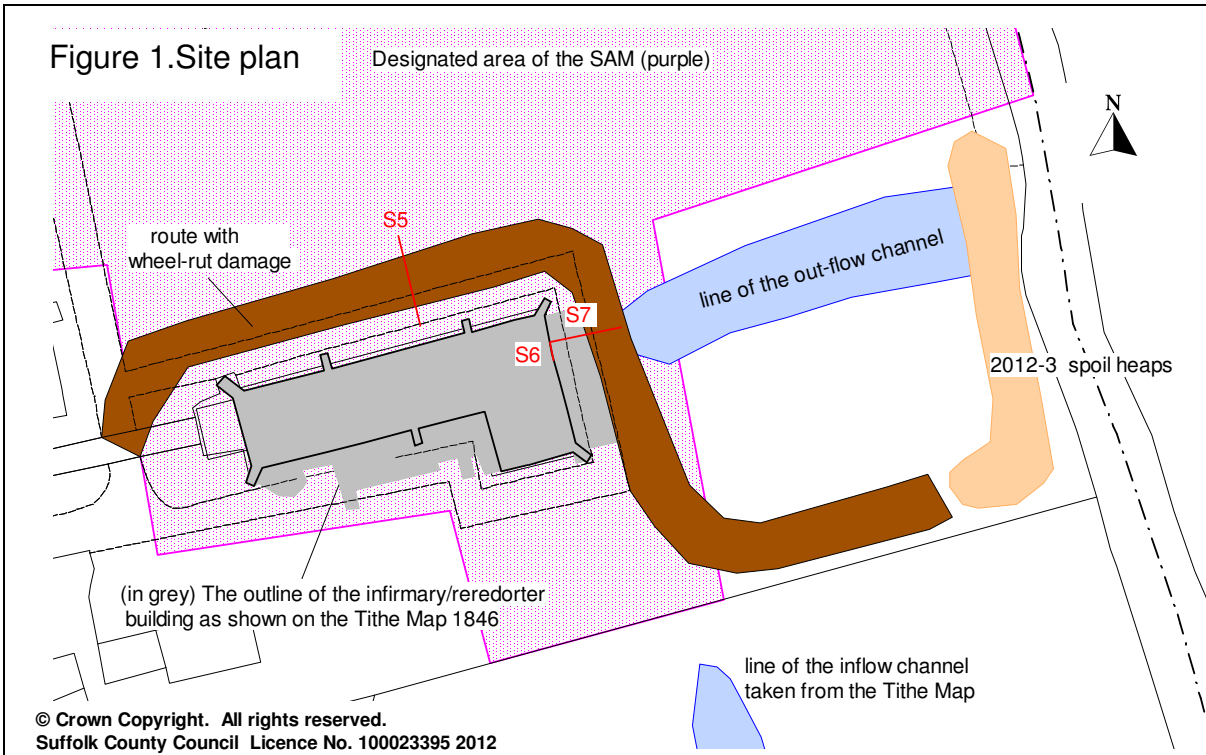 Figure 1.Site plan
Designated area of the SAM (purple)
N
S5
route with
wheel-rut damage
line of the out-flow channel
S7
S6
2012-3 spoil heaps
(in grey) The outline of the infirmary/reredorter
building as shown on the Tithe Map 1846
line of the inflow channel
taken from the Tithe Map
© Crown Copyright. All rights reserved.
Suffolk County Council Licence No. 100023395 2012